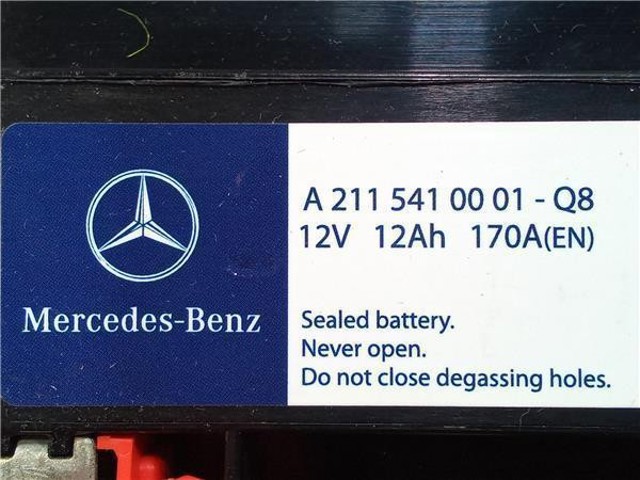 A 211 541 00 01 - Q8
12V 12Ah 170A(EN)
Mercedes-Benz
Sealed battery.
Never open.
Do not close degassing holes.